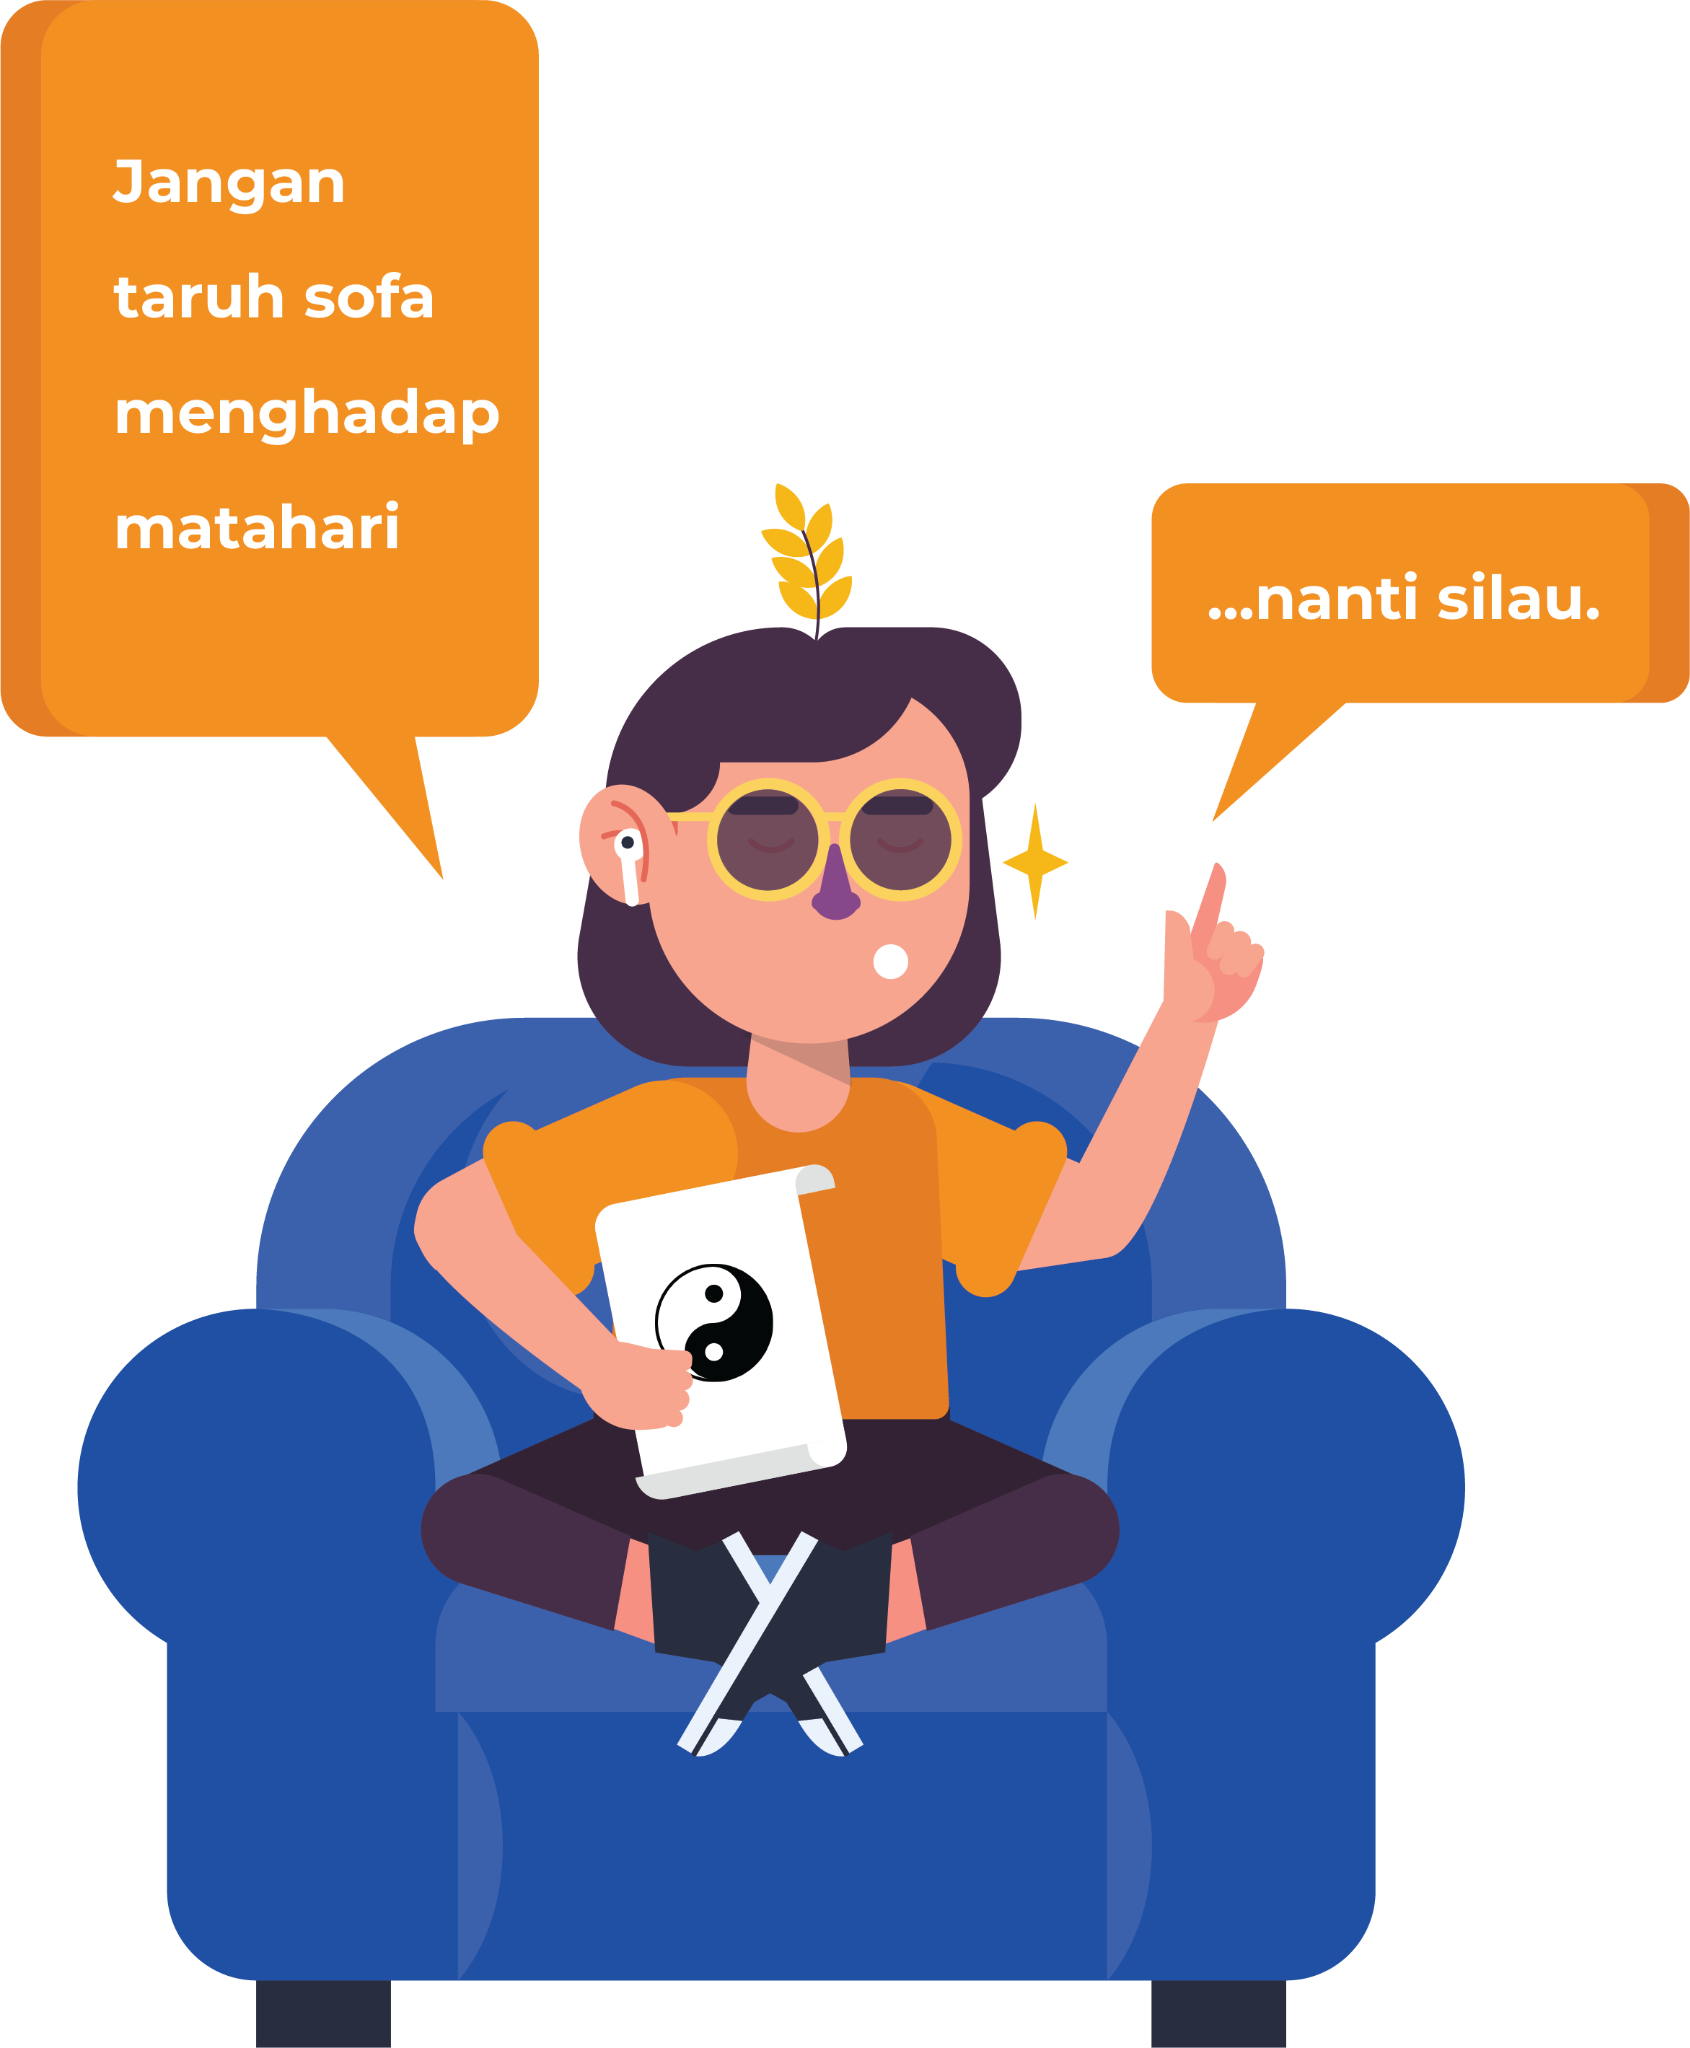 Jangan
taruh sofa
menghadap
matahari
...nanti silau.